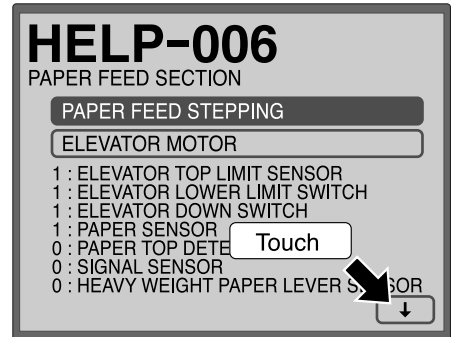 HELP-006
PAPER FEED SECTION
PAPER FEED STEPPING
ELEVATOR MOTOR
1 : ELEVATOR TOP LIMIT SENSOR
1 : ELEVATOR LOWER LIMIT SWITCH
1 : ELEVATOR DOWN SWITCH
1 : PAPER SENSOR
0 : PAPER TOP DETE
Touch
0 : SIGNAL SENSOR
0 : HEAVY WEIGHT PAPER LEVER S SOR
↓